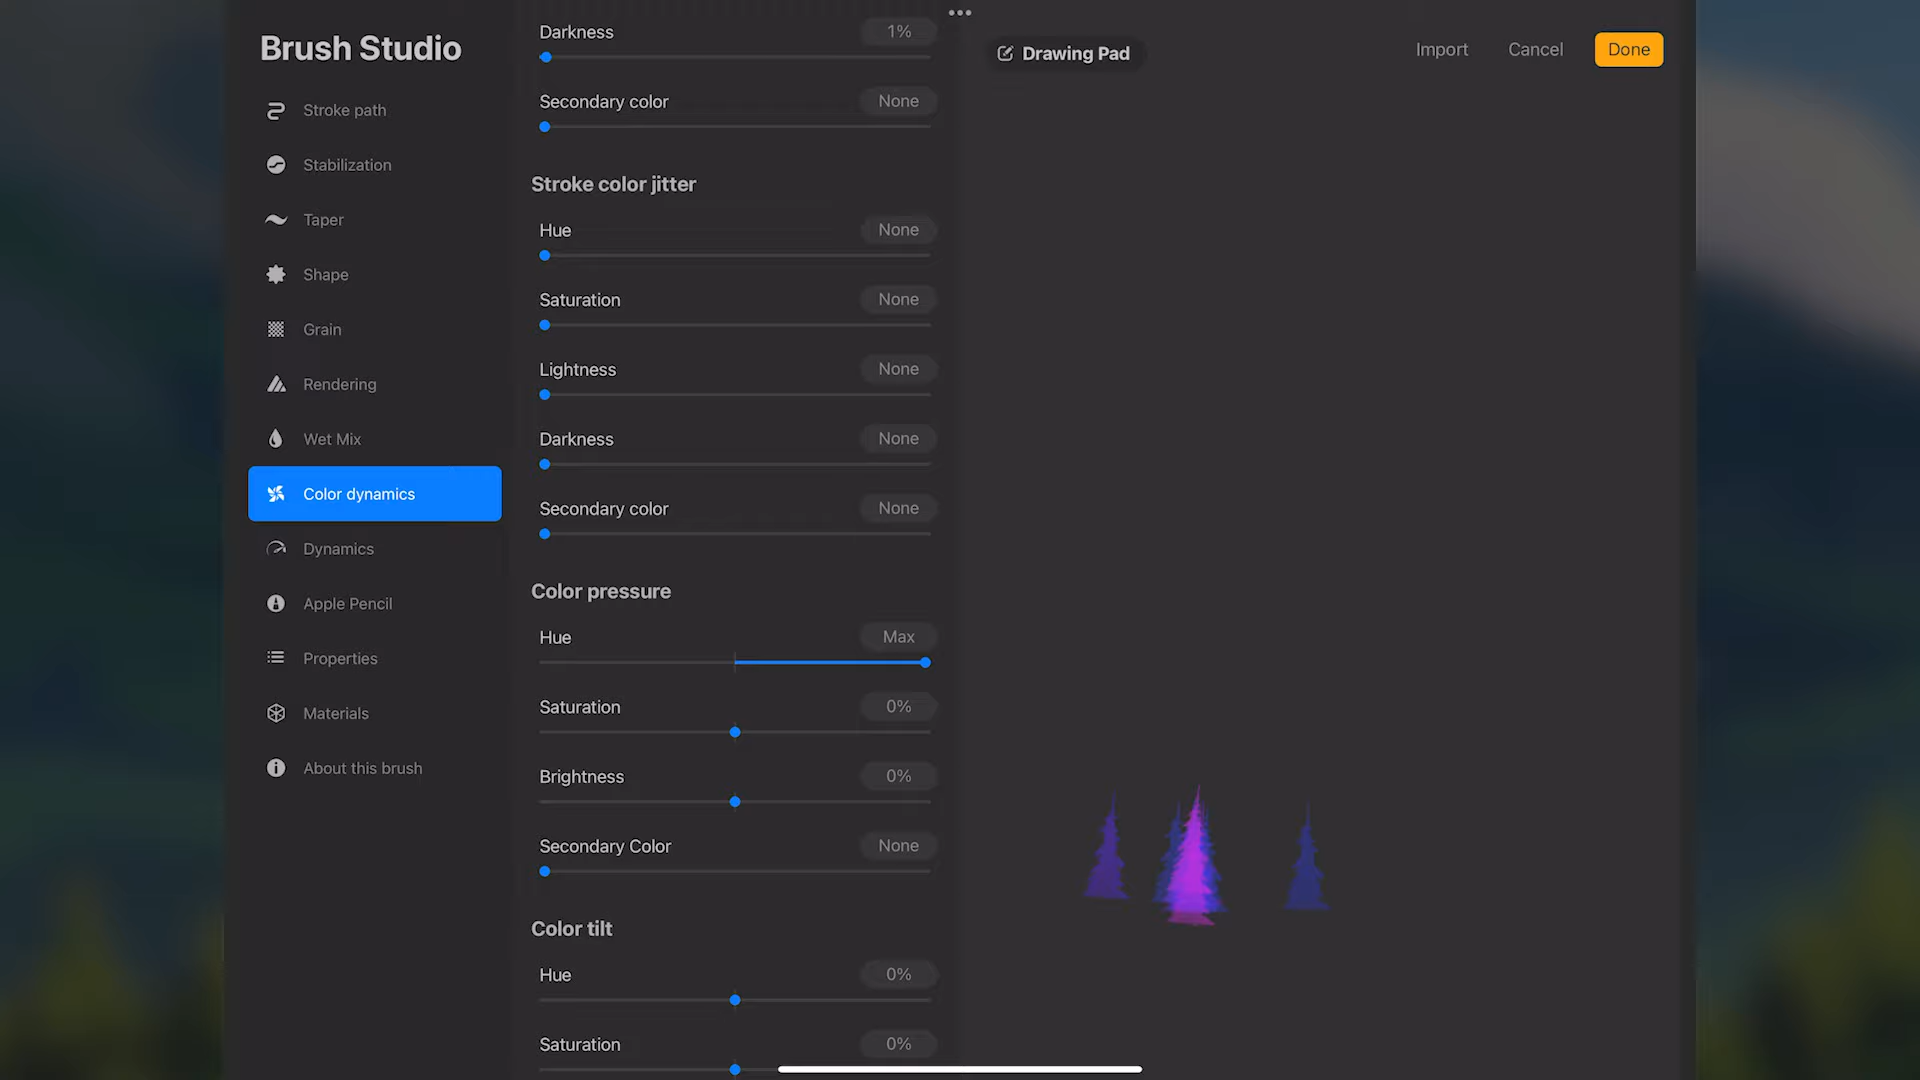 Brush Studio
Stroke path
Stabilization
Taper
Shape
Grain
Rendering
Wet Mix
Color dynamics
Dynamics
Apple Pencil
Properties
Materials
About this brush
Darkness 1%
Secondary color None
Stroke color jitter
Hue None
Saturation None
Lightness None
Darkness None
Secondary color None
Color pressure
Hue Max
Saturation 0%
Brightness 0%
Secondary Color None
Color tilt
Hue 0%
Saturation 0%
Drawing Pad
Import Cancel Done